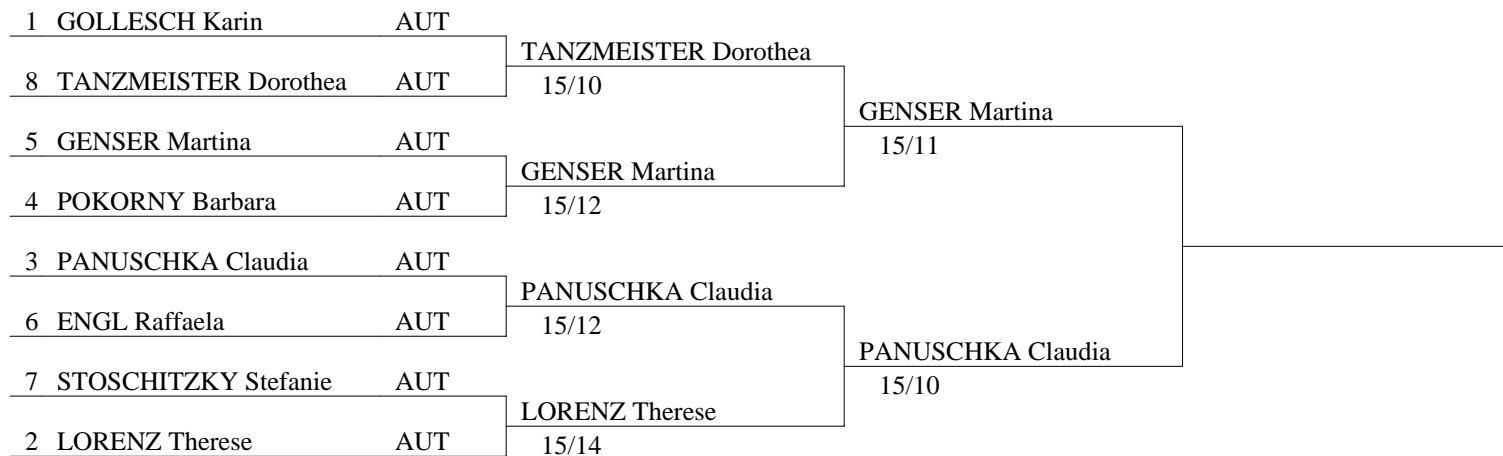 1 GOLLESCH Karin AUT
TANZMEISTER Dorothea
8 TANZMEISTER Dorothea AUT
15/10
GENSER Martina
5 GENSER Martina AUT
15/11
GENSER Martina
4 POKORNY Barbara AUT
15/12
3 PANUSCHKA Claudia AUT
PANUSCHKA Claudia
6 ENGL Raffaela AUT
15/12
PANUSCHKA Claudia
7 STOSCHITZKY Stefanie AUT
15/10
LORENZ Therese
2 LORENZ Therese AUT
15/14